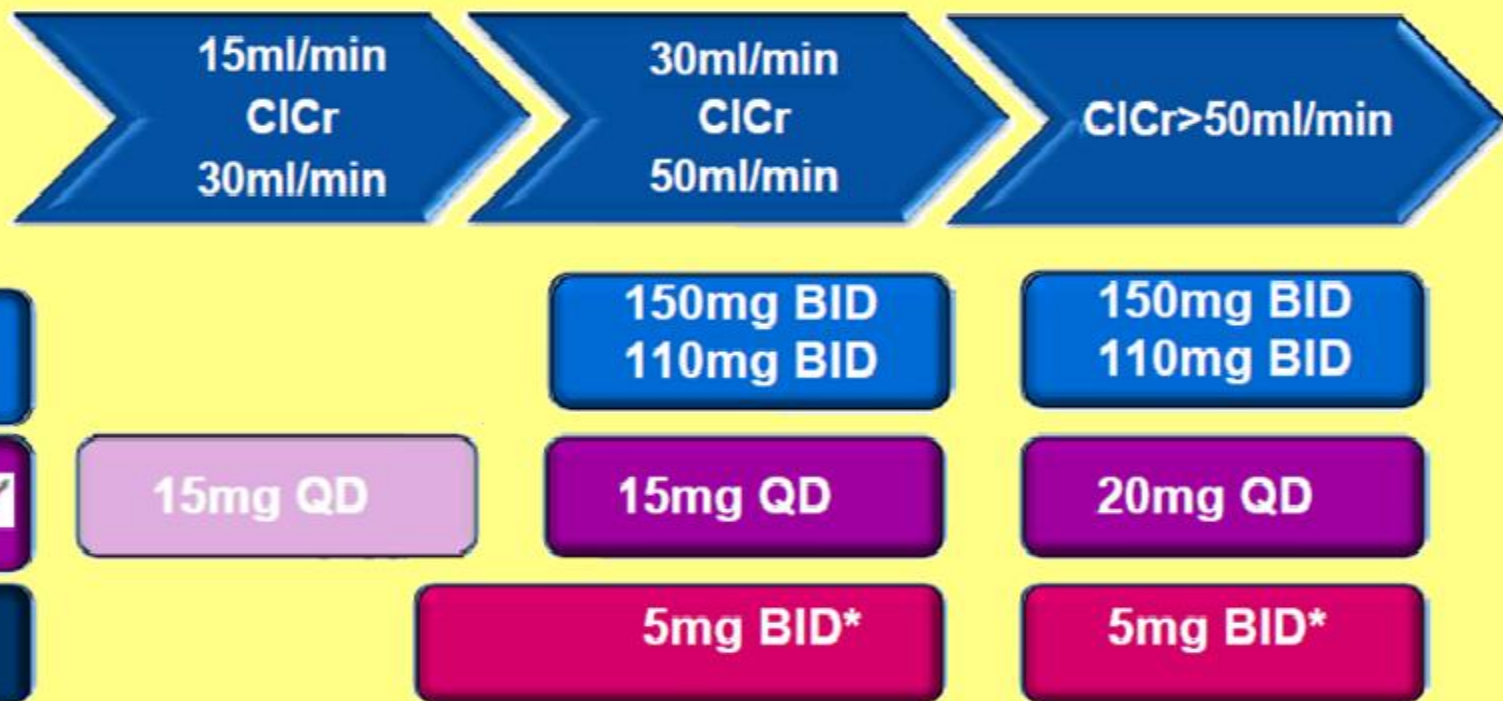 15ml/min
ClCr
30ml/min
30ml/min
ClCr
50ml/min
ClCr>50ml/min
150mg BID
110mg BID
150mg BID
110mg BID
15mg QD
15mg QD
20mg QD
5mg BID*
5mg BID*